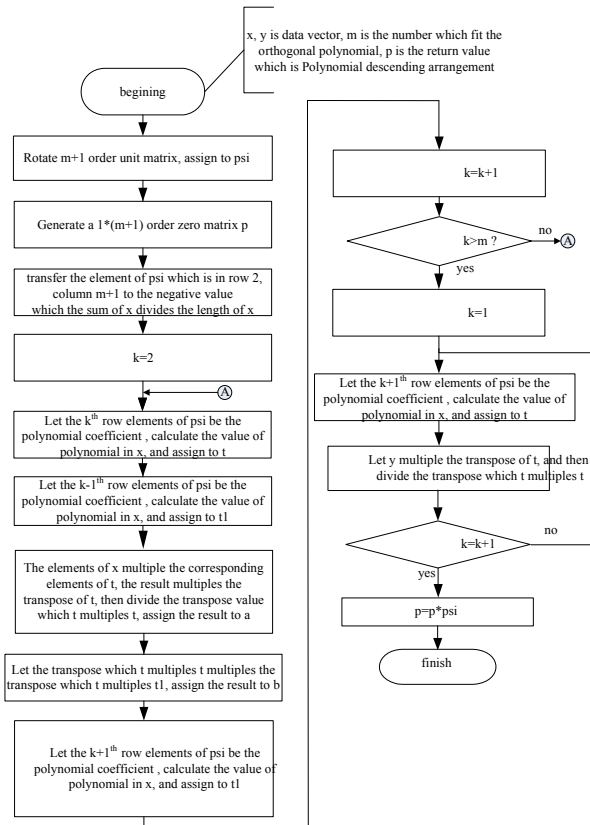 x, y is data vector, m is the number which fit the
orthogonal polynomial, p is the return value
which is Polynomial descending arrangement
begining
Rotate m+1 order unit matrix, assign to psi
Generate a 1*(m+1) order zero matrix p
transfer the element of psi which is in row 2,
column m+1 to the negative value
which the sum of x divides the length of x
k=2
A
Let the kth row elements of psi be the
polynomial coefficient , calculate the value of
polynomial in x, and assign to t
Let the k-1th row elements of psi be the
polynomial coefficient , calculate the value of
polynomial in x, and assign to t1
The elements of x multiple the corresponding
elements of t, the result multiples the
transpose of t, then divide the transpose value
which t multiples t, assign the result to a
Let the transpose which t multiples t multiples the
transpose which t multiples t1, assign the result to b
Let the k+1th row elements of psi be the
polynomial coefficient , calculate the value of
polynomial in x, and assign to t1
k=k+1
k>m ?
no
A
yes
k=1
Let the k+1th row elements of psi be the
polynomial coefficient , calculate the value of
polynomial in x, and assign to t
Let y multiple the transpose of t, and then
divide the transpose which t multiples t
k=k+1
no
yes
p=p*psi
finish